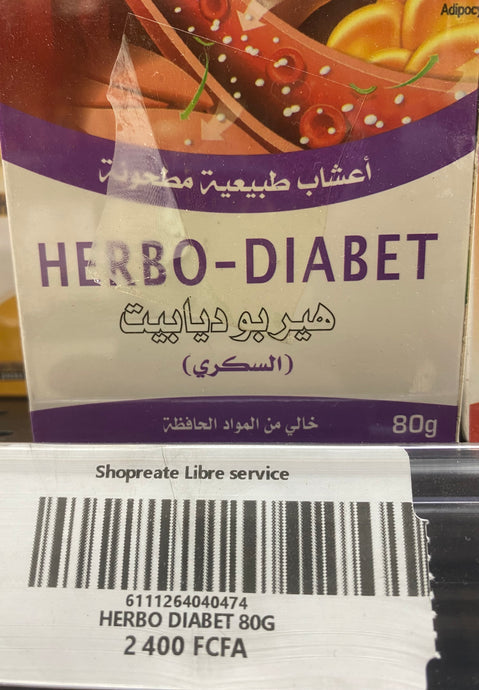 Adipocy
أعشاب طبيعية مطحونة
HERBO-DIABET
هيربو ديابيت
(السكري)
خالي من المواد الحافظة
80g
Shopreate Libre service
6111264040474
HERBO DIABET 80G
2 400 FCFA